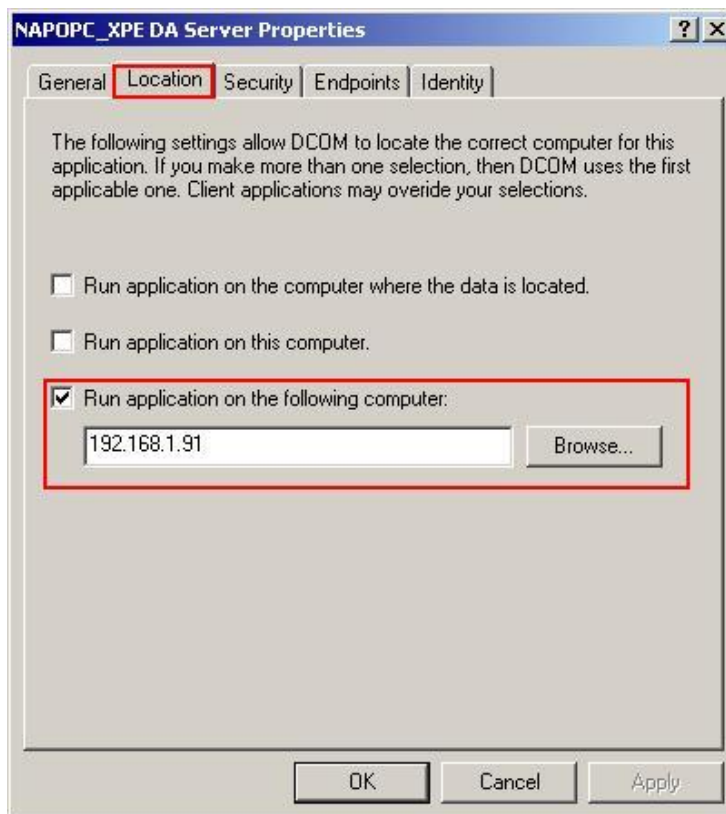 NAPOPC_XPE DA Server Properties
General Location Security Endpoints Identity
The following settings allow DCOM to locate the correct computer for this
application. If you make more than one selection, then DCOM uses the first
applicable one. Client applications may overide your selections.
Run application on the computer where the data is located.
Run application on this computer.
Run application on the following computer:
192.168.1.91 Browse...
OK Cancel Apply